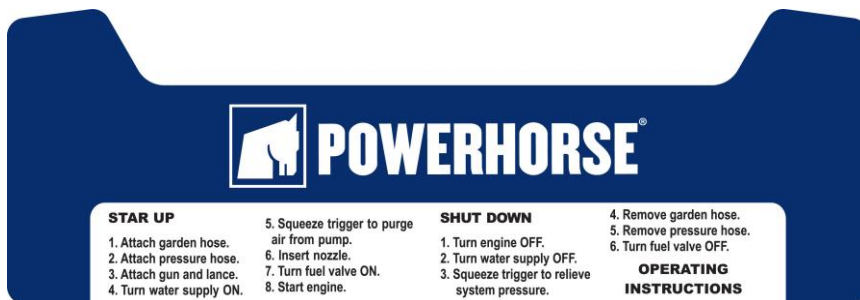 POWERHORSE®
STAR UP
1. Attach garden hose.
2. Attach pressure hose.
3. Attach gun and lance.
4. Turn water supply ON.
5. Squeeze trigger to purge
air from pump.
6. Insert nozzle.
7. Turn fuel valve ON.
8. Start engine.
SHUT DOWN
1. Turn engine OFF.
2. Turn water supply OFF.
3. Squeeze trigger to relieve
system pressure.
4. Remove garden hose.
5. Remove pressure hose.
6. Turn fuel valve OFF.
OPERATING
INSTRUCTIONS